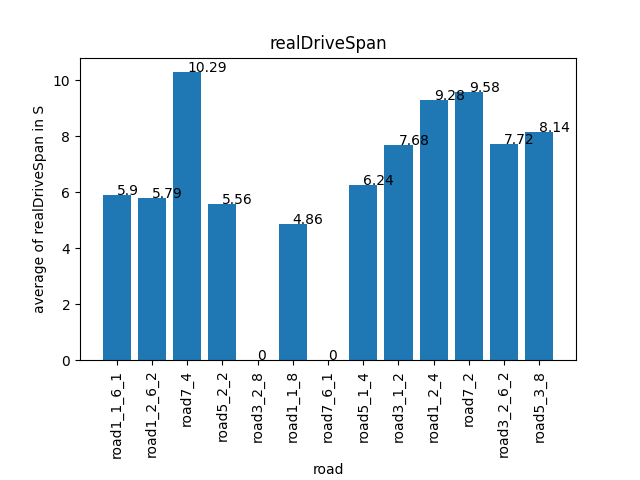 realDriveSpan
average of realDriveSpan in S
10
8
6
4
2
0
5.9
5.79
10.29
5.56
0
4.86
0
6.24
7.68
9.28
9.58
7.72
8.14
road1_1_6_1
road1_2_6_2
road7_4
road5_2_2
road3_2_8
road1_1_8
road7_6_1
road5_1_4
road3_1_2
road1_2_4
road7_2
road3_2_6_2
road5_3_8
road